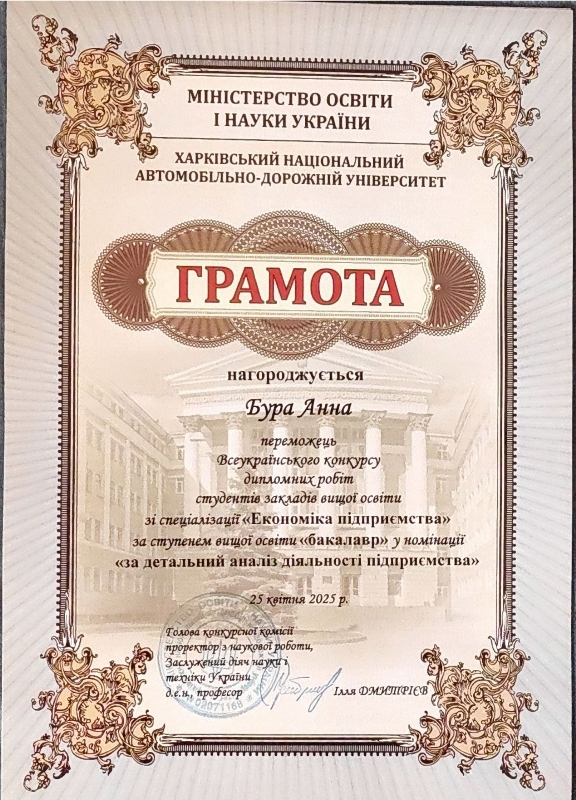 МІНІСТЕРСТВО ОСВІТИ
І НАУКИ УКРАЇНИ
ХАРКІВСЬКИЙ НАЦІОНАЛЬНИЙ
АВТОМОБІЛЬНО-ДОРОЖНІЙ УНІВЕРСИТЕТ
ГРАМОТА
нагороджується
Бура Анна
переможець
Всеукраїнського конкурсу
дипломних робіт
студентів закладів вищої освіти
зі спеціалізації «Економіка підприємства»
за ступенем вищої освіти «бакалавр» у номінації
«за детальний аналіз діяльності підприємства»
25 квітня 2025 р.
Голова конкурсної комісії
проректор з наукової роботи,
Заслужений діяч науки і
техніки України
д.е.н., професор Ілля ДМИТРІЄВ
02071168